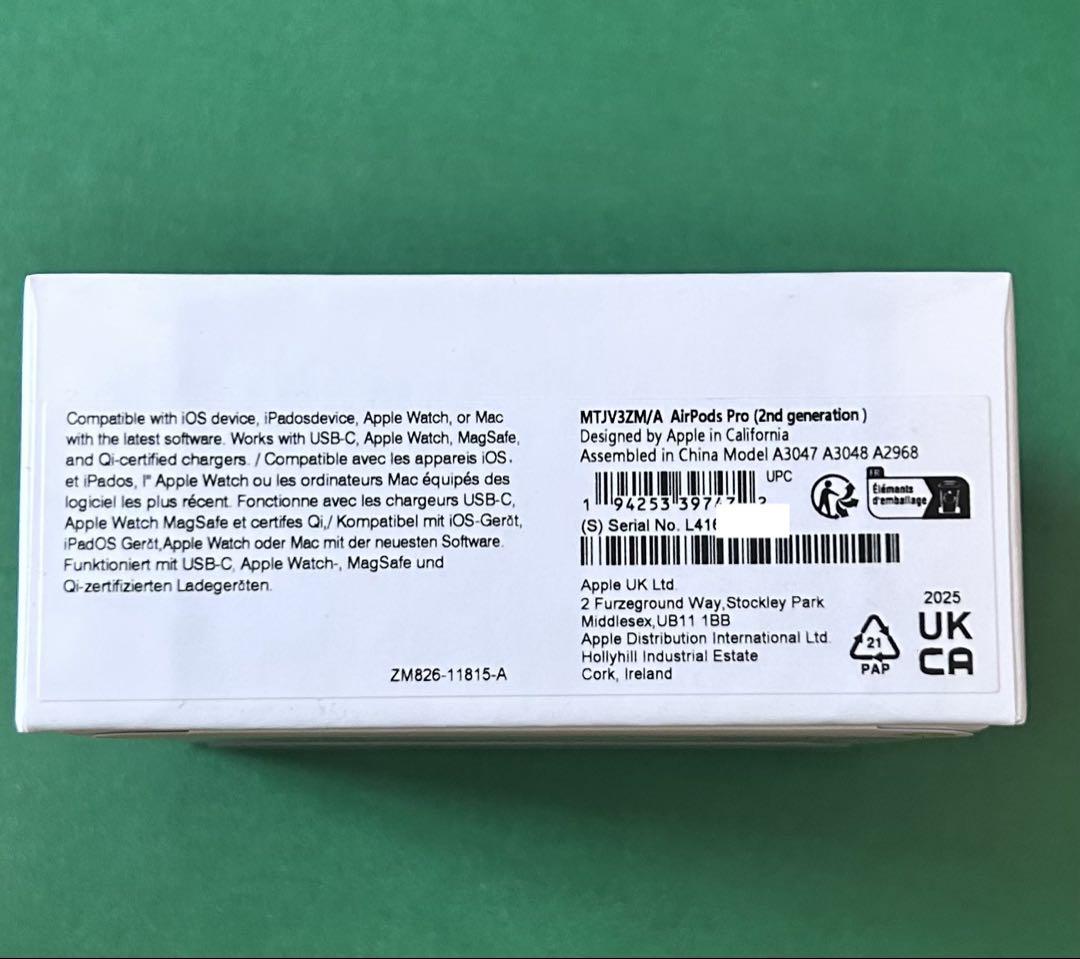 Compatible with iOS device, iPadosdevice, Apple Watch, or Mac
with the latest software. Works with USB-C, Apple Watch, MagSafe,
and Qi-certified chargers. / Compatible avec les appareils iOS.
et iPados, l" Apple Watch ou les ordinateurs Mac équipés des
logiciel les plus récent. Fonctionne avec les chargeurs USB-C,
Apple Watch MagSafe et certifes Qi,/ Kompatibel mit iOS-Gerät,
iPadOS Gerät,Apple Watch oder Mac mit der neuesten Software.
Funktioniert mit USB-C, Apple Watch-, MagSafe und
Qi-zertifizierten Ladegeräten.
ZM826-11815-A
MTJV3ZM/A AirPods Pro (2nd generation )
Designed by Apple in California
Assembled in China Model A3047 A3048 A2968
UPC
1 94253 39747 2
FR
Éléments
d'emballage
(S) Serial No. L416
Apple UK Ltd.
2 Furzeground Way,Stockley Park
Middlesex,UB11 1BB
Apple Distribution International Ltd.
Hollyhill Industrial Estate
Cork, Ireland
21
PAP
2025
UK
CA